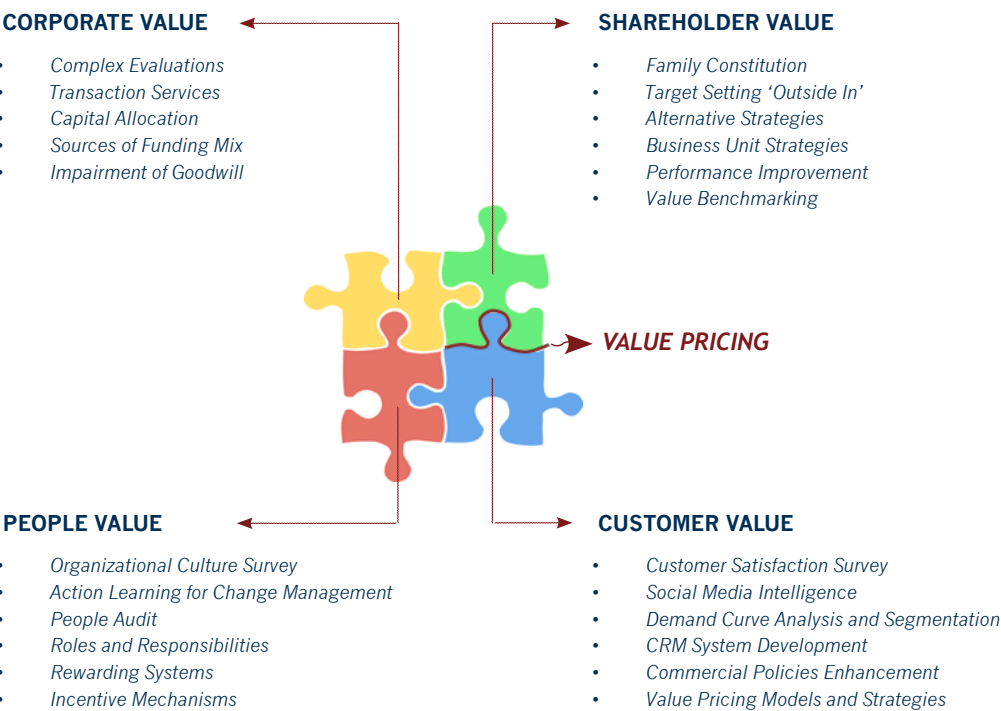 CORPORATE VALUE
• Complex Evaluations
• Transaction Services
• Capital Allocation
• Sources of Funding Mix
• Impairment of Goodwill
SHAREHOLDER VALUE
• Family Constitution
• Target Setting ‘Outside In’
• Alternative Strategies
• Business Unit Strategies
• Performance Improvement
• Value Benchmarking
VALUE PRICING
PEOPLE VALUE
• Organizational Culture Survey
• Action Learning for Change Management
• People Audit
• Roles and Responsibilities
• Rewarding Systems
• Incentive Mechanisms
CUSTOMER VALUE
• Customer Satisfaction Survey
• Social Media Intelligence
• Demand Curve Analysis and Segmentation
• CRM System Development
• Commercial Policies Enhancement
• Value Pricing Models and Strategies